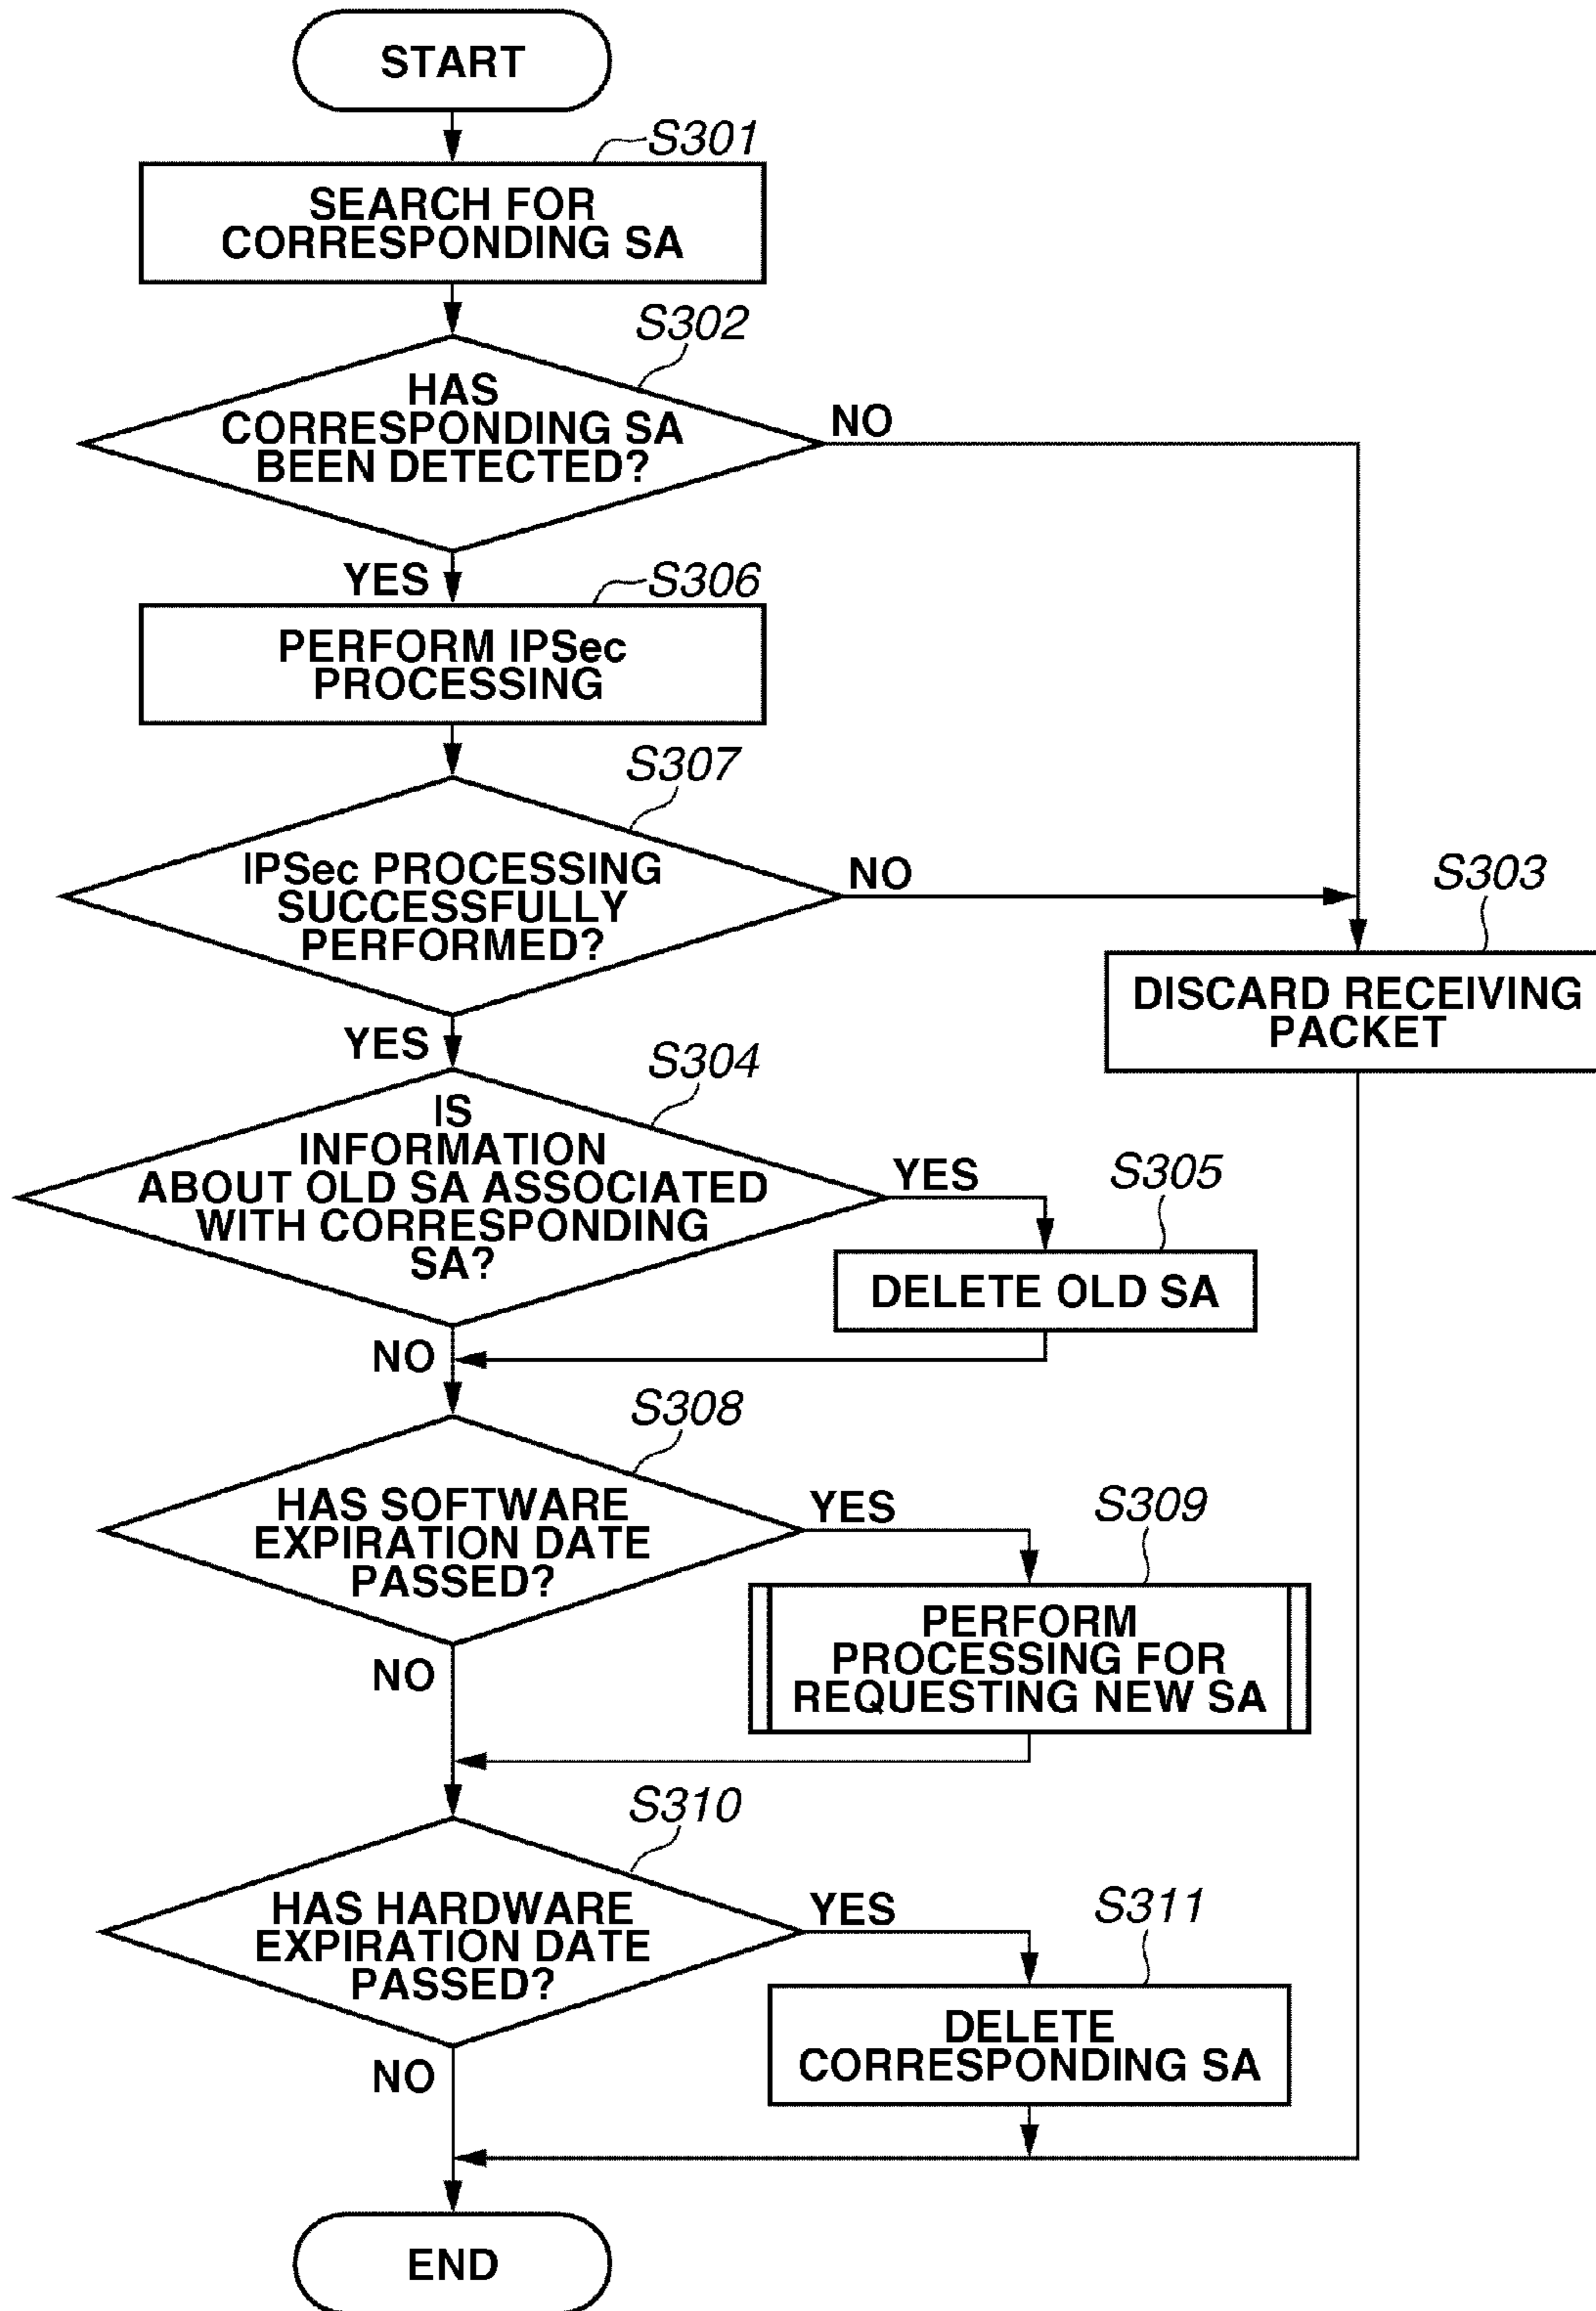 START
S301
SEARCH FOR
CORRESPONDING SA
S302
HAS
CORRESPONDING SA
BEEN DETECTED?
NO
YES
S306
PERFORM IPSec
PROCESSING
S307
IPSec PROCESSING
SUCCESSFULLY
PERFORMED?
NO
S303
DISCARD RECEIVING
PACKET
YES
S304
IS
INFORMATION
ABOUT OLD SA ASSOCIATED
WITH CORRESPONDING
SA?
YES
S305
DELETE OLD SA
NO
S308
HAS SOFTWARE
EXPIRATION DATE
PASSED?
YES
S309
PERFORM
PROCESSING FOR
REQUESTING NEW SA
NO
S310
HAS HARDWARE
EXPIRATION DATE
PASSED?
YES
S311
DELETE
CORRESPONDING SA
NO
END